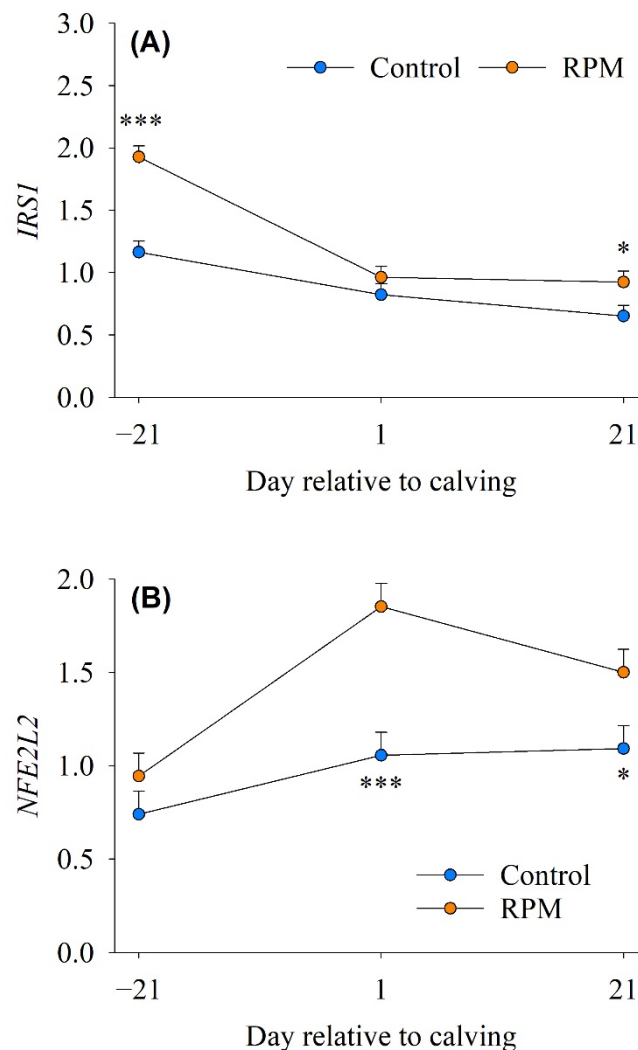 (A)
Control RPM
3.0
2.5
2.0
1.5
1.0
0.5
0.0
IRS1
***
*
−21 1 21
Day relative to calving
(B)
2.0
1.5
1.0
0.5
0.0
NFE2L2
***
*
Control
RPM
−21 1 21
Day relative to calving